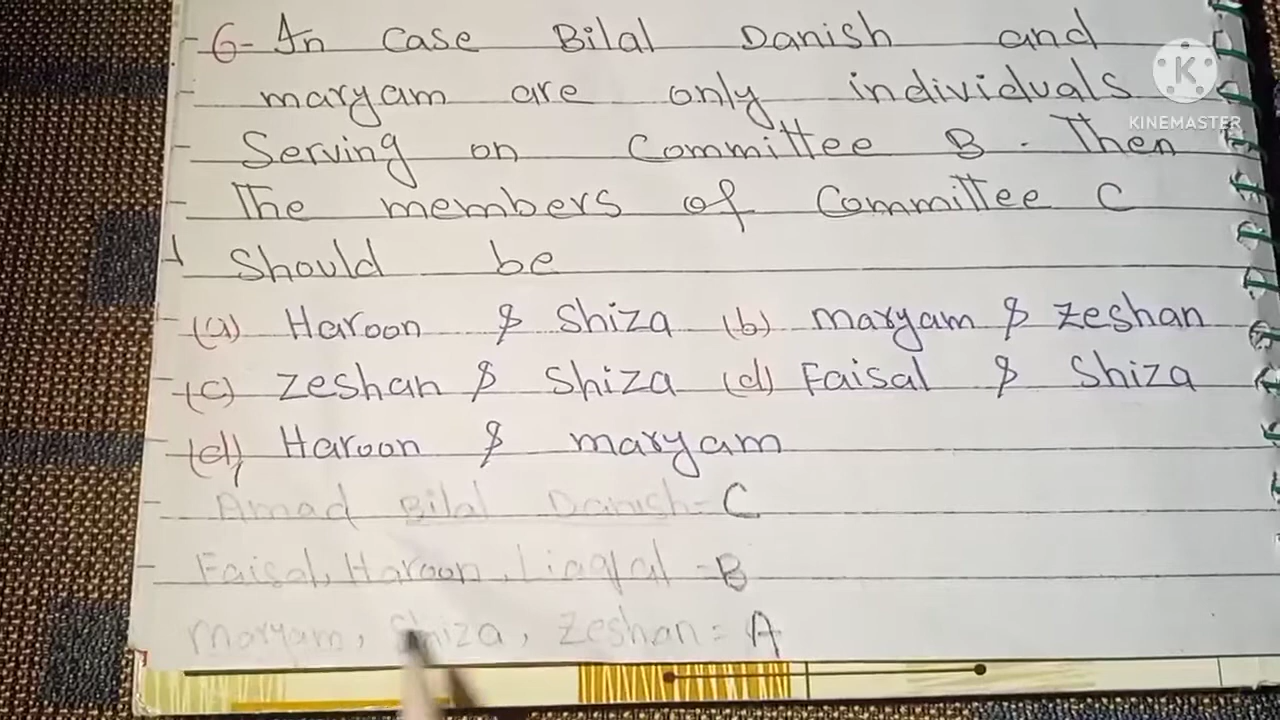 6- In Case Bilal Danish and
maryam are only individuals
Serving on Committee B. Then
The members of Committee C
Should be
(a) Haroon & Shiza (b) maryam & Zeshan
(c) Zeshan & Shiza (d) Faisal & Shiza
(d) Haroon & maryam
Amad Bilal Danish = C
Faisal, Haroon, Liaqat = B
Maryam, Shiza, Zeshan = A
K
KINEMASTER